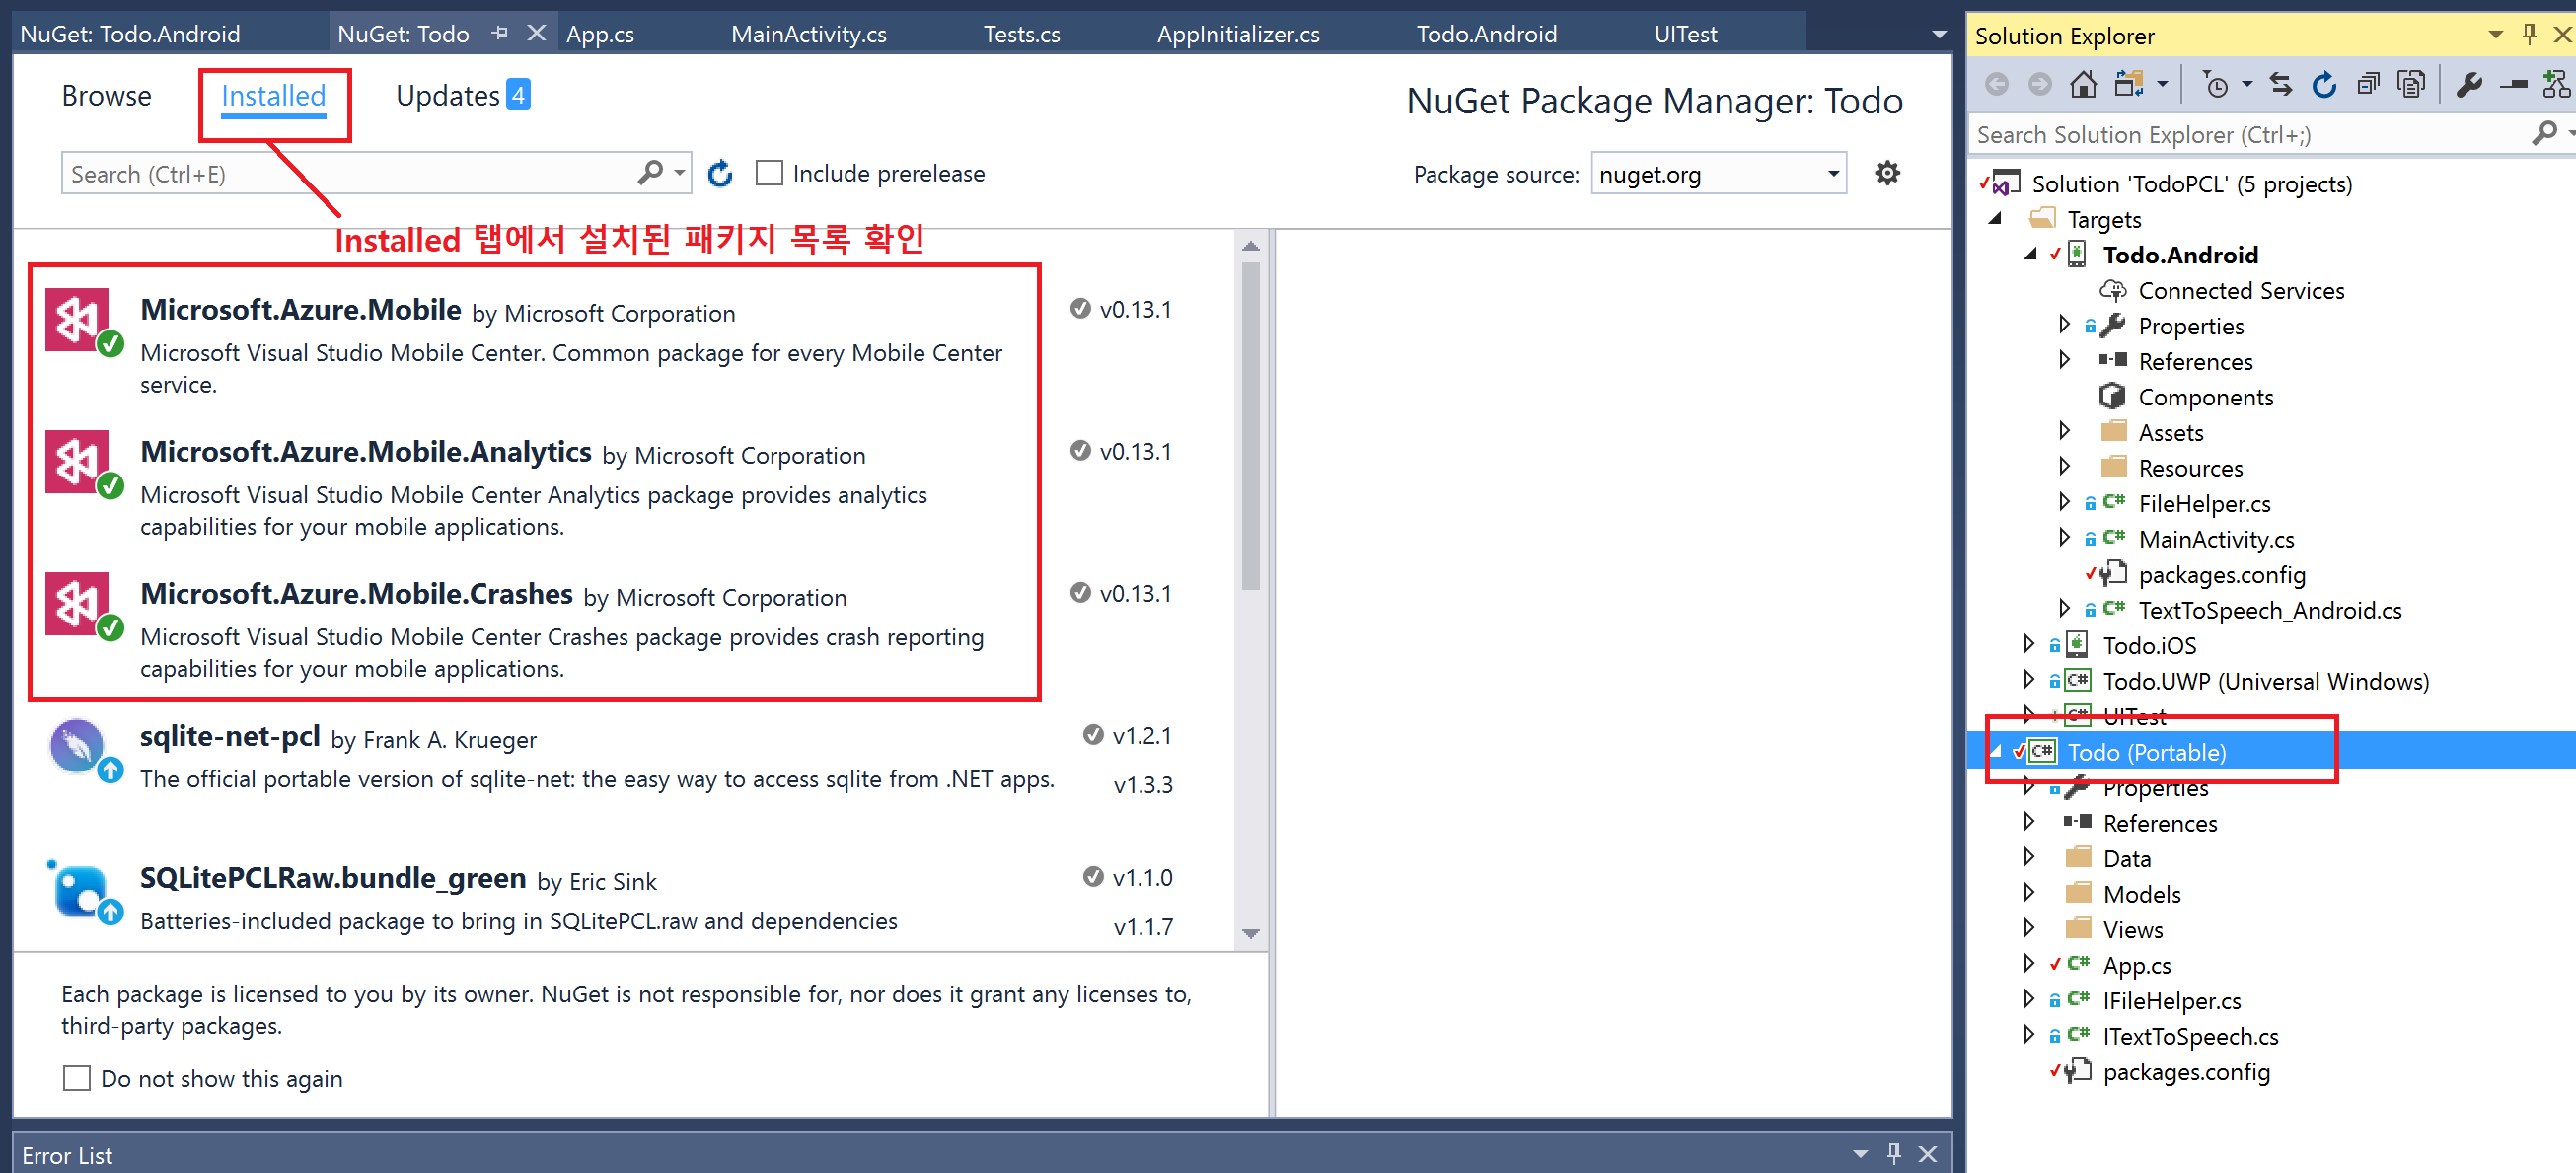 NuGet: Todo.Android
NuGet: Todo
App.cs
MainActivity.cs
Tests.cs
AppInitializer.cs
Todo.Android
UITest
Browse
Installed
Updates 4
NuGet Package Manager: Todo
Search (Ctrl+E)
Include prerelease
Package source: nuget.org
Installed 탭에서 설치된 패키지 목록 확인
Microsoft.Azure.Mobile by Microsoft Corporation
v0.13.1
Microsoft Visual Studio Mobile Center. Common package for every Mobile Center
service.
Microsoft.Azure.Mobile.Analytics by Microsoft Corporation
v0.13.1
Microsoft Visual Studio Mobile Center Analytics package provides analytics
capabilities for your mobile applications.
Microsoft.Azure.Mobile.Crashes by Microsoft Corporation
v0.13.1
Microsoft Visual Studio Mobile Center Crashes package provides crash reporting
capabilities for your mobile applications.
sqlite-net-pcl by Frank A. Krueger
v1.2.1
The official portable version of sqlite-net: the easy way to access sqlite from .NET apps.
v1.3.3
SQLitePCLRaw.bundle_green by Eric Sink
v1.1.0
Batteries-included package to bring in SQLitePCL.raw and dependencies
v1.1.7
Each package is licensed to you by its owner. NuGet is not responsible for, nor does it grant any licenses to,
third-party packages.
Do not show this again
Error List
Solution Explorer
Search Solution Explorer (Ctrl+;)
Solution 'TodoPCL' (5 projects)
Targets
Todo.Android
Connected Services
Properties
References
Components
Assets
Resources
C# FileHelper.cs
C# MainActivity.cs
packages.config
C# TextToSpeech_Android.cs
Todo.iOS
C# Todo.UWP (Universal Windows)
C# UITest
C# Todo (Portable)
Properties
References
Data
Models
Views
C# App.cs
C# IFileHelper.cs
C# ITextToSpeech.cs
packages.config